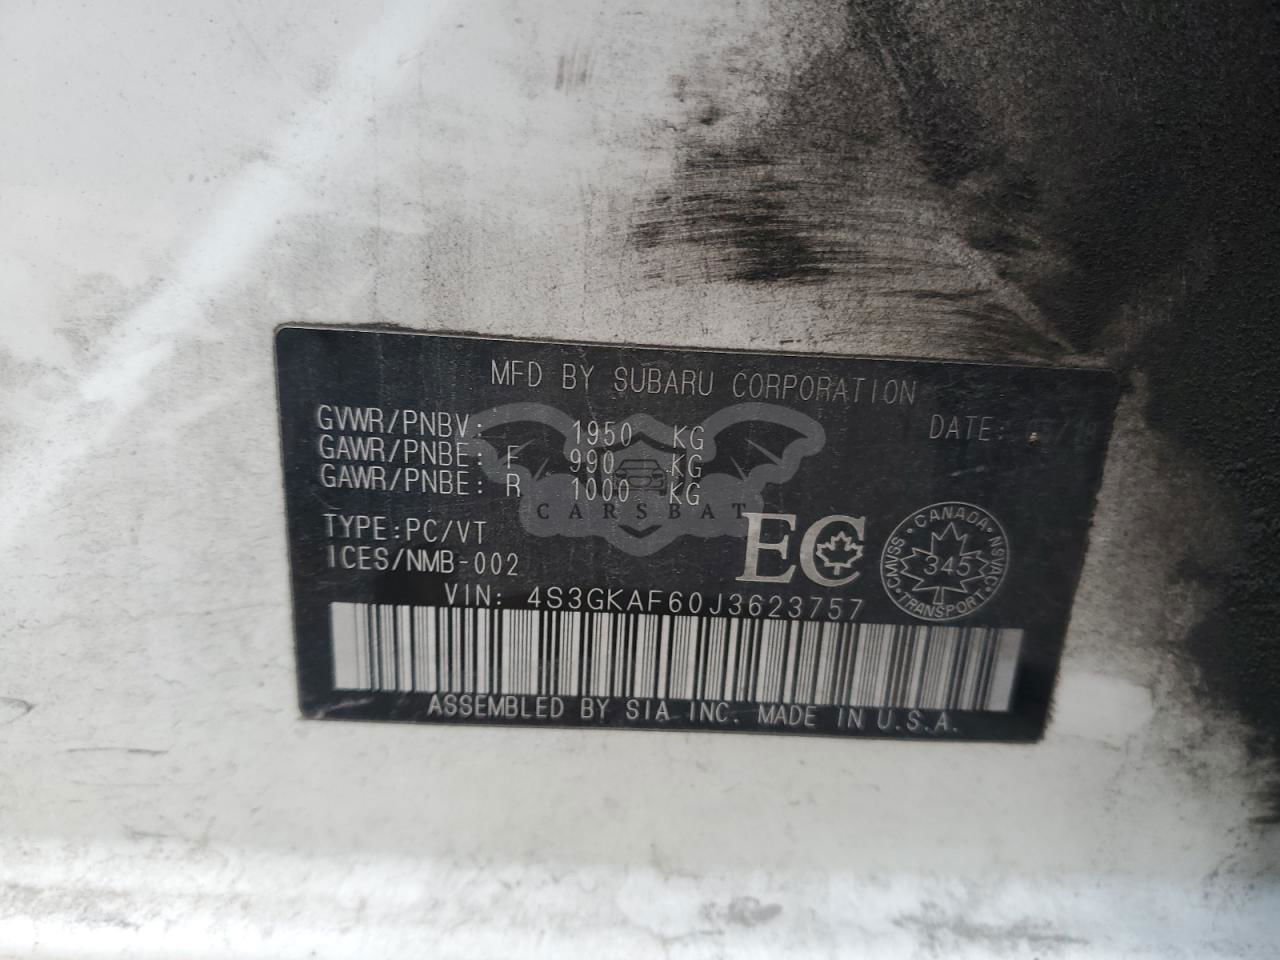 MFD BY SUBARU CORPORATION
GVWR/PNBV: 1950 KG
DATE:
GAWR/PNBE: F 990 KG
GAWR/PNBE: R 1000 KG
CARSBAT
TYPE:PC/VT
ICES/NMB-002
EC
CANADA
CMVSS
345
NSVAC
TRANSPORT
VIN: 4S3GKAF60J3623757
ASSEMBLED BY SIA INC. MADE IN U.S.A.